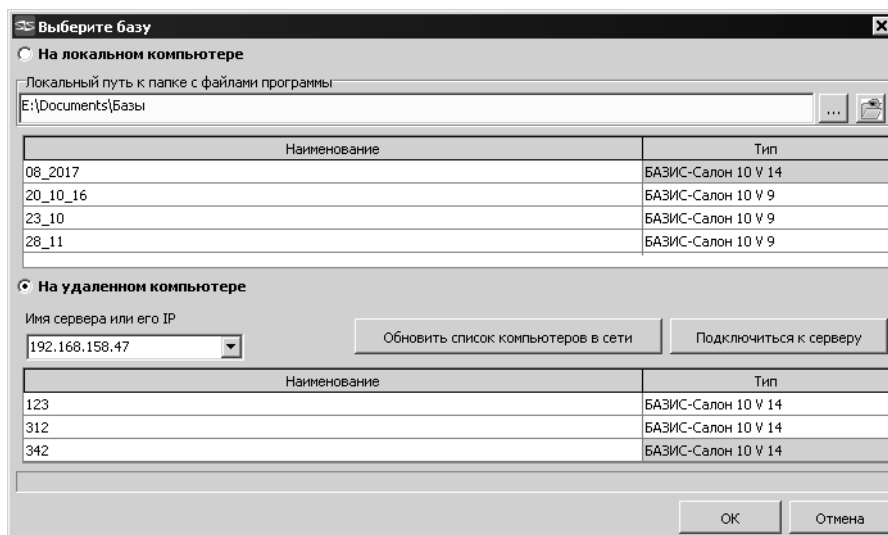 Выберите базу
На локальном компьютере
Локальный путь к папке с файлами программы
E:\Documents\Базы
...
Наименование Тип
08_2017 БАЗИС-Салон 10 V 14
20_10_16 БАЗИС-Салон 10 V 9
23_10 БАЗИС-Салон 10 V 9
28_11 БАЗИС-Салон 10 V 9
На удаленном компьютере
Имя сервера или его IP
192.168.158.47 Обновить список компьютеров в сети Подключиться к серверу
Наименование Тип
123 БАЗИС-Салон 10 V 14
312 БАЗИС-Салон 10 V 14
342 БАЗИС-Салон 10 V 14
OK Отмена